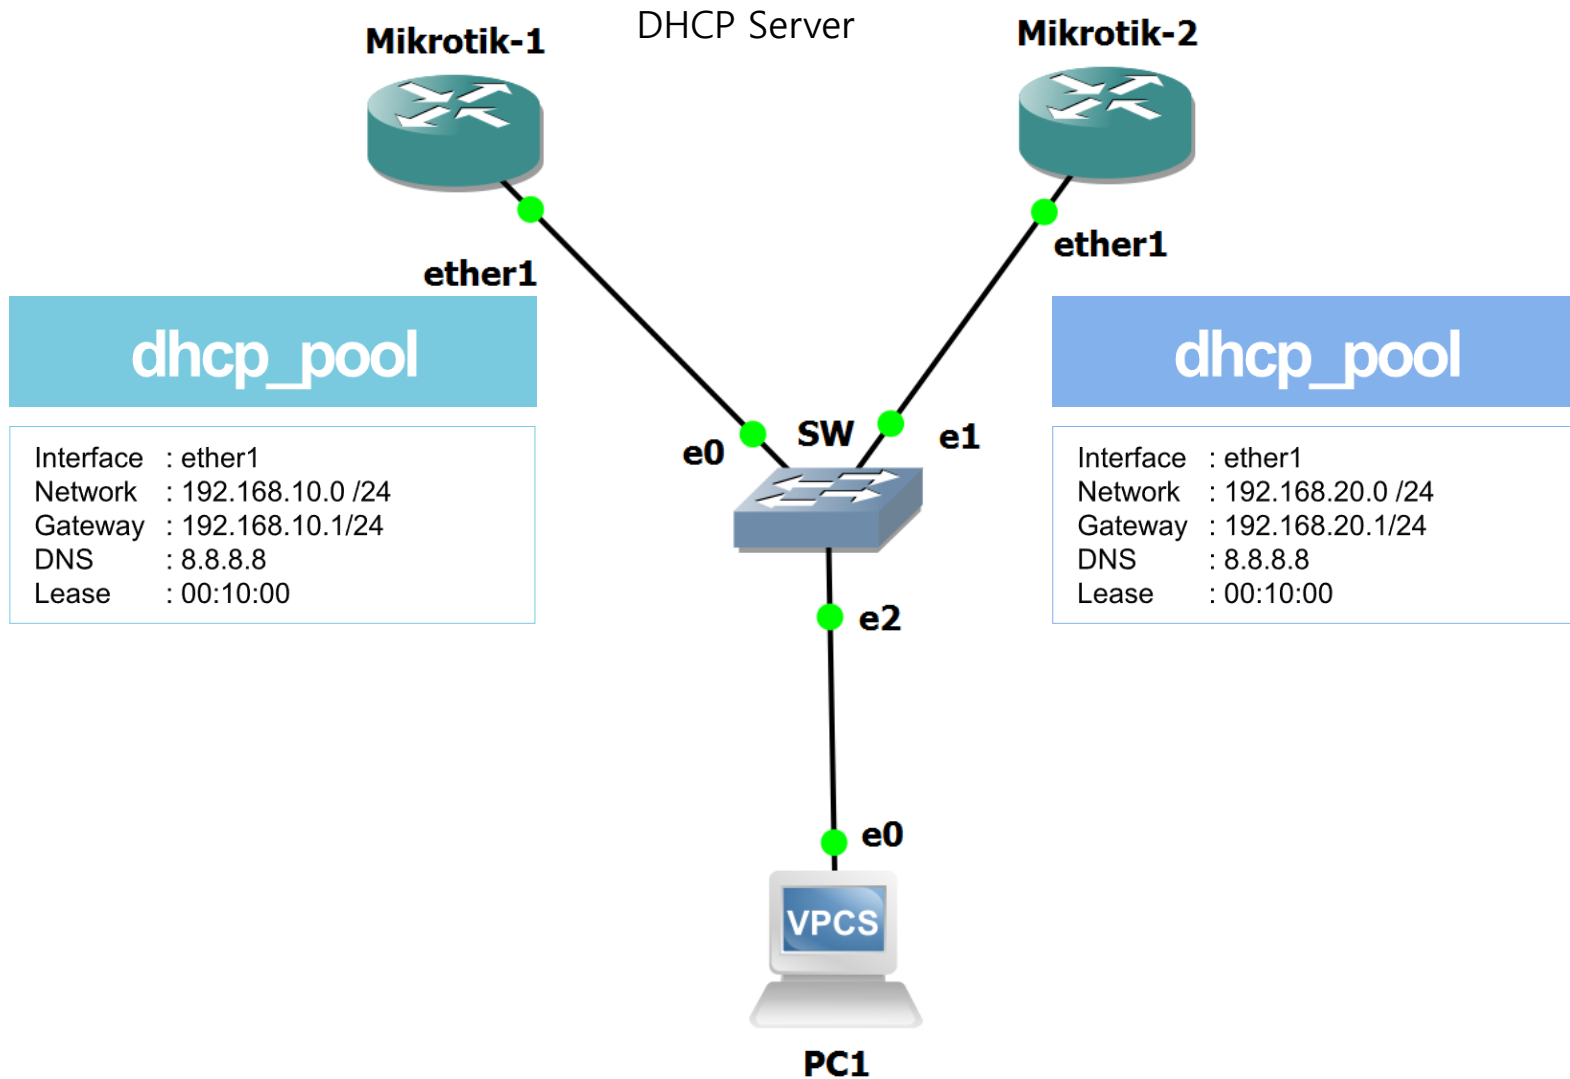 DHCP Server
Mikrotik-1
Mikrotik-2
ether1
ether1
dhcp_pool
Interface : ether1
Network : 192.168.10.0 /24
Gateway : 192.168.10.1/24
DNS : 8.8.8.8
Lease : 00:10:00
dhcp_pool
Interface : ether1
Network : 192.168.20.0 /24
Gateway : 192.168.20.1/24
DNS : 8.8.8.8
Lease : 00:10:00
e0
SW
e1
e2
e0
VPCS
PC1